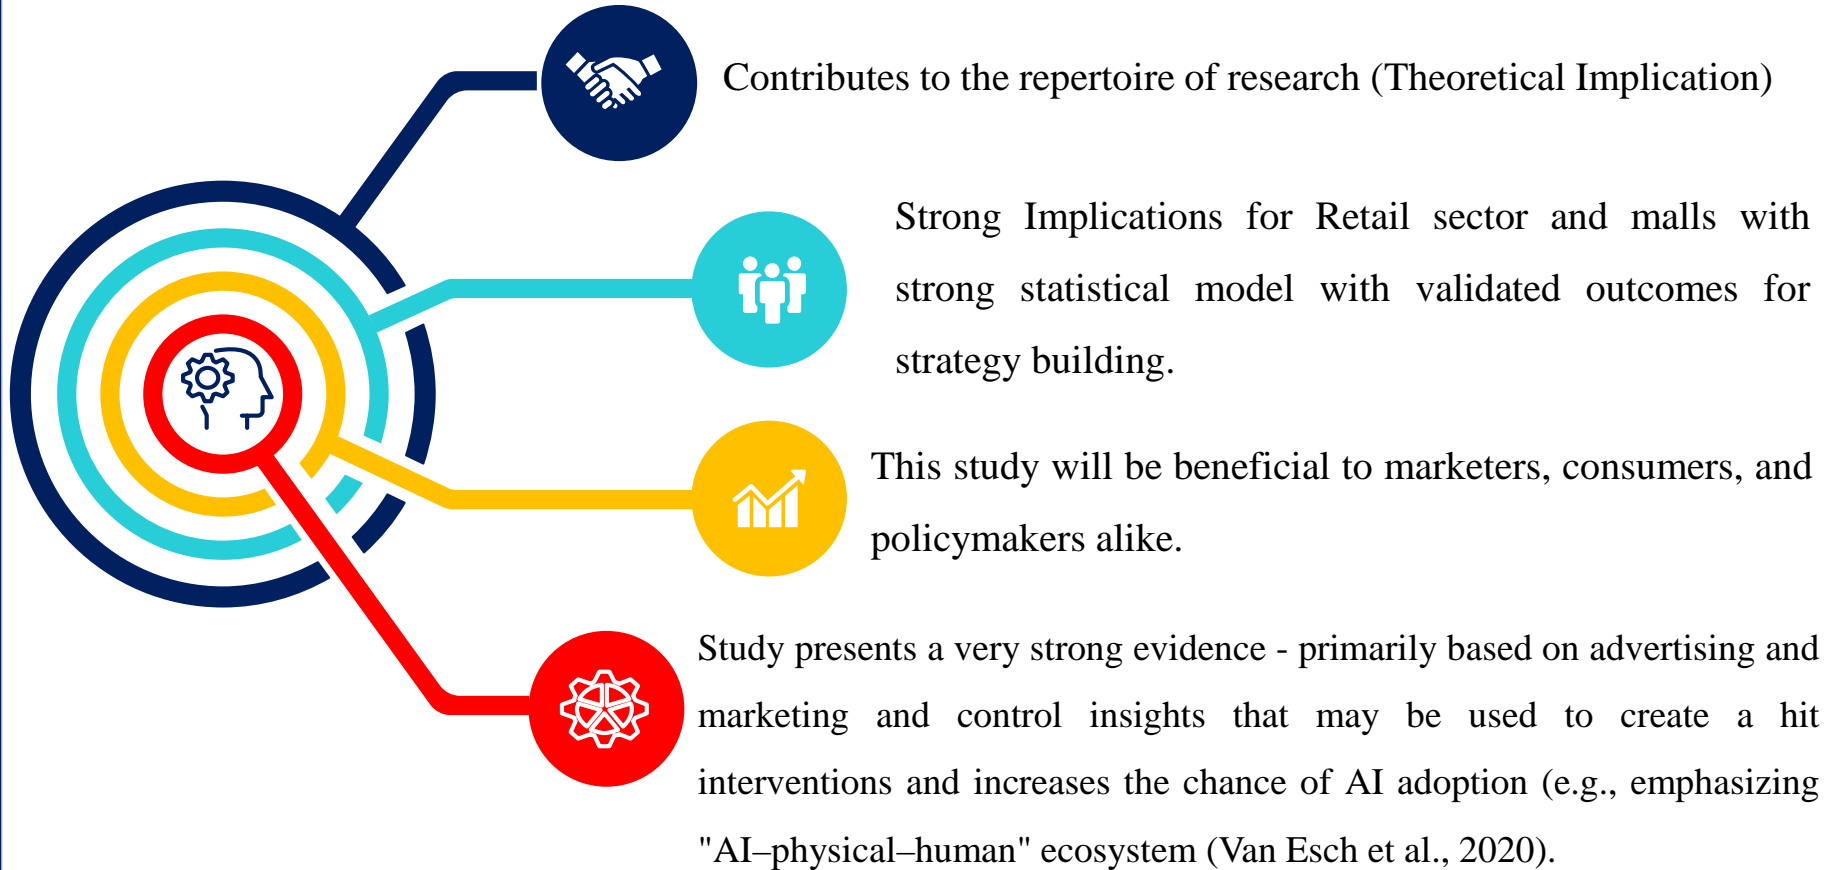 Contributes to the repertoire of research (Theoretical Implication)
Strong Implications for Retail sector and malls with
strong statistical model with validated outcomes for
strategy building.
This study will be beneficial to marketers, consumers, and
policymakers alike.
Study presents a very strong evidence - primarily based on advertising and
marketing and control insights that may be used to create a hit
interventions and increases the chance of AI adoption (e.g., emphasizing
"AI–physical–human" ecosystem (Van Esch et al., 2020).